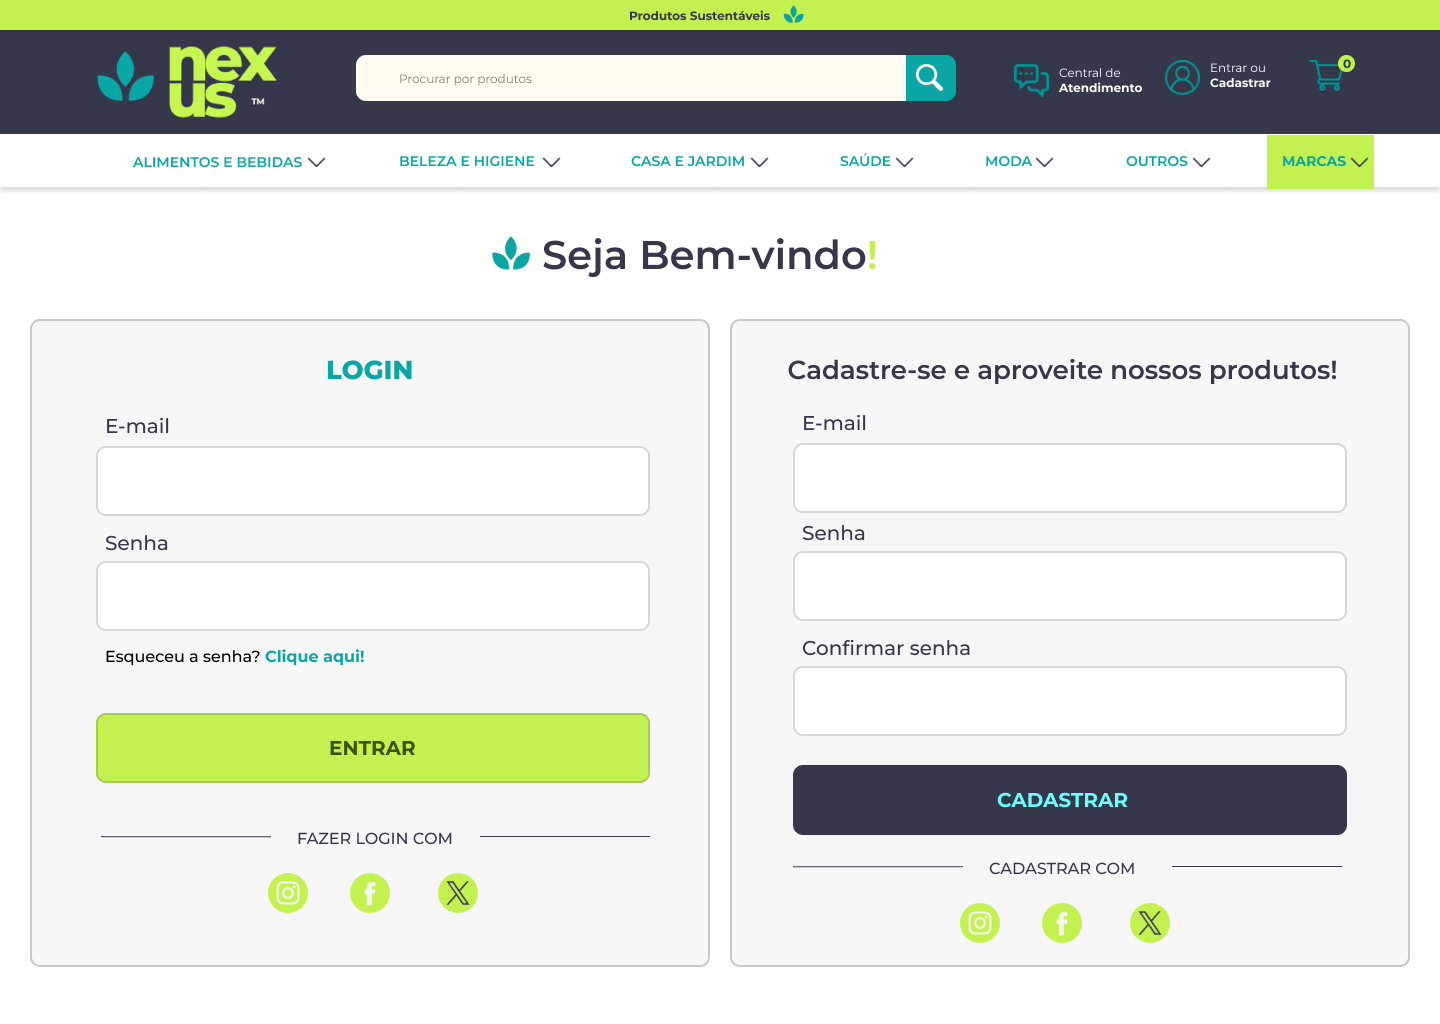 Produtos Sustentáveis
nex
us
TM
Procurar por produtos
Central de
Atendimento
Entrar ou
Cadastrar
0
ALIMENTOS E BEBIDAS
BELEZA E HIGIENE
CASA E JARDIM
SAÚDE
MODA
OUTROS
MARCAS
Seja Bem-vindo!
LOGIN
E-mail
Senha
Esqueceu a senha? Clique aqui!
ENTRAR
FAZER LOGIN COM
Cadastre-se e aproveite nossos produtos!
E-mail
Senha
Confirmar senha
CADASTRAR
CADASTRAR COM